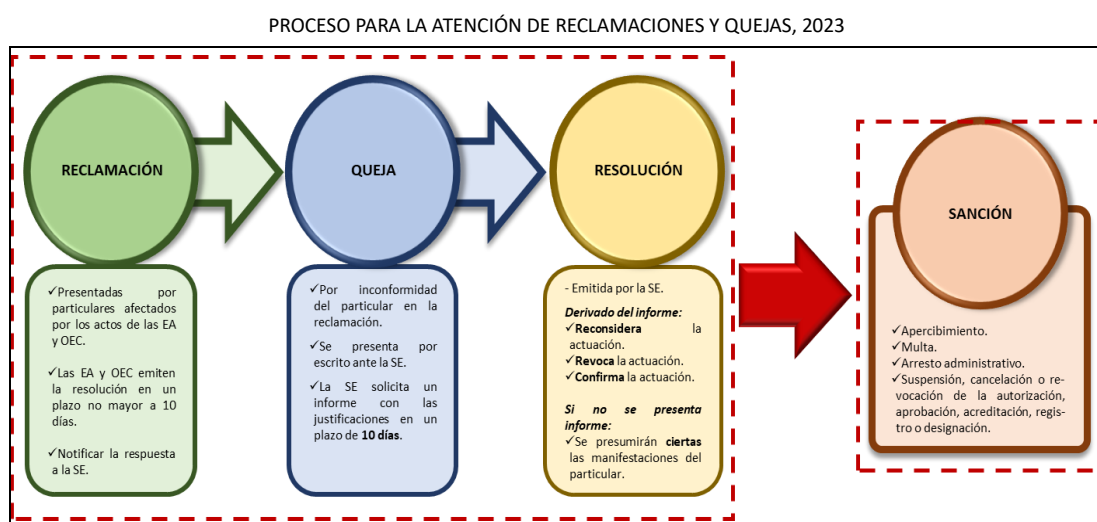 PROCESO PARA LA ATENCIÓN DE RECLAMACIONES Y QUEJAS, 2023
RECLAMACIÓN
✓Presentadas por
particulares afectados
por los actos de las EA
y OEC.
✓Las EA y OEC emiten
la resolución en un
plazo no mayor a 10
días.
✓Notificar la respuesta
a la SE.
QUEJA
✓Por inconformidad
del particular en la
reclamación.
✓Se presenta por
escrito ante la SE.
✓La SE solicita un
informe con las
justificaciones en un
plazo de 10 días.
RESOLUCIÓN
- Emitida por la SE.
Derivado del informe:
✓Reconsidera la
actuación.
✓Revoca la actuación.
✓Confirma la actuación.
Si no se presenta
informe:
✓Se presumirán ciertas
las manifestaciones del
particular.
SANCIÓN
✓Apercibimiento.
✓Multa.
✓Arresto administrativo.
✓Suspensión, cancelación o re-
vocación de la autorización,
aprobación, acreditación, regis-
tro o designación.